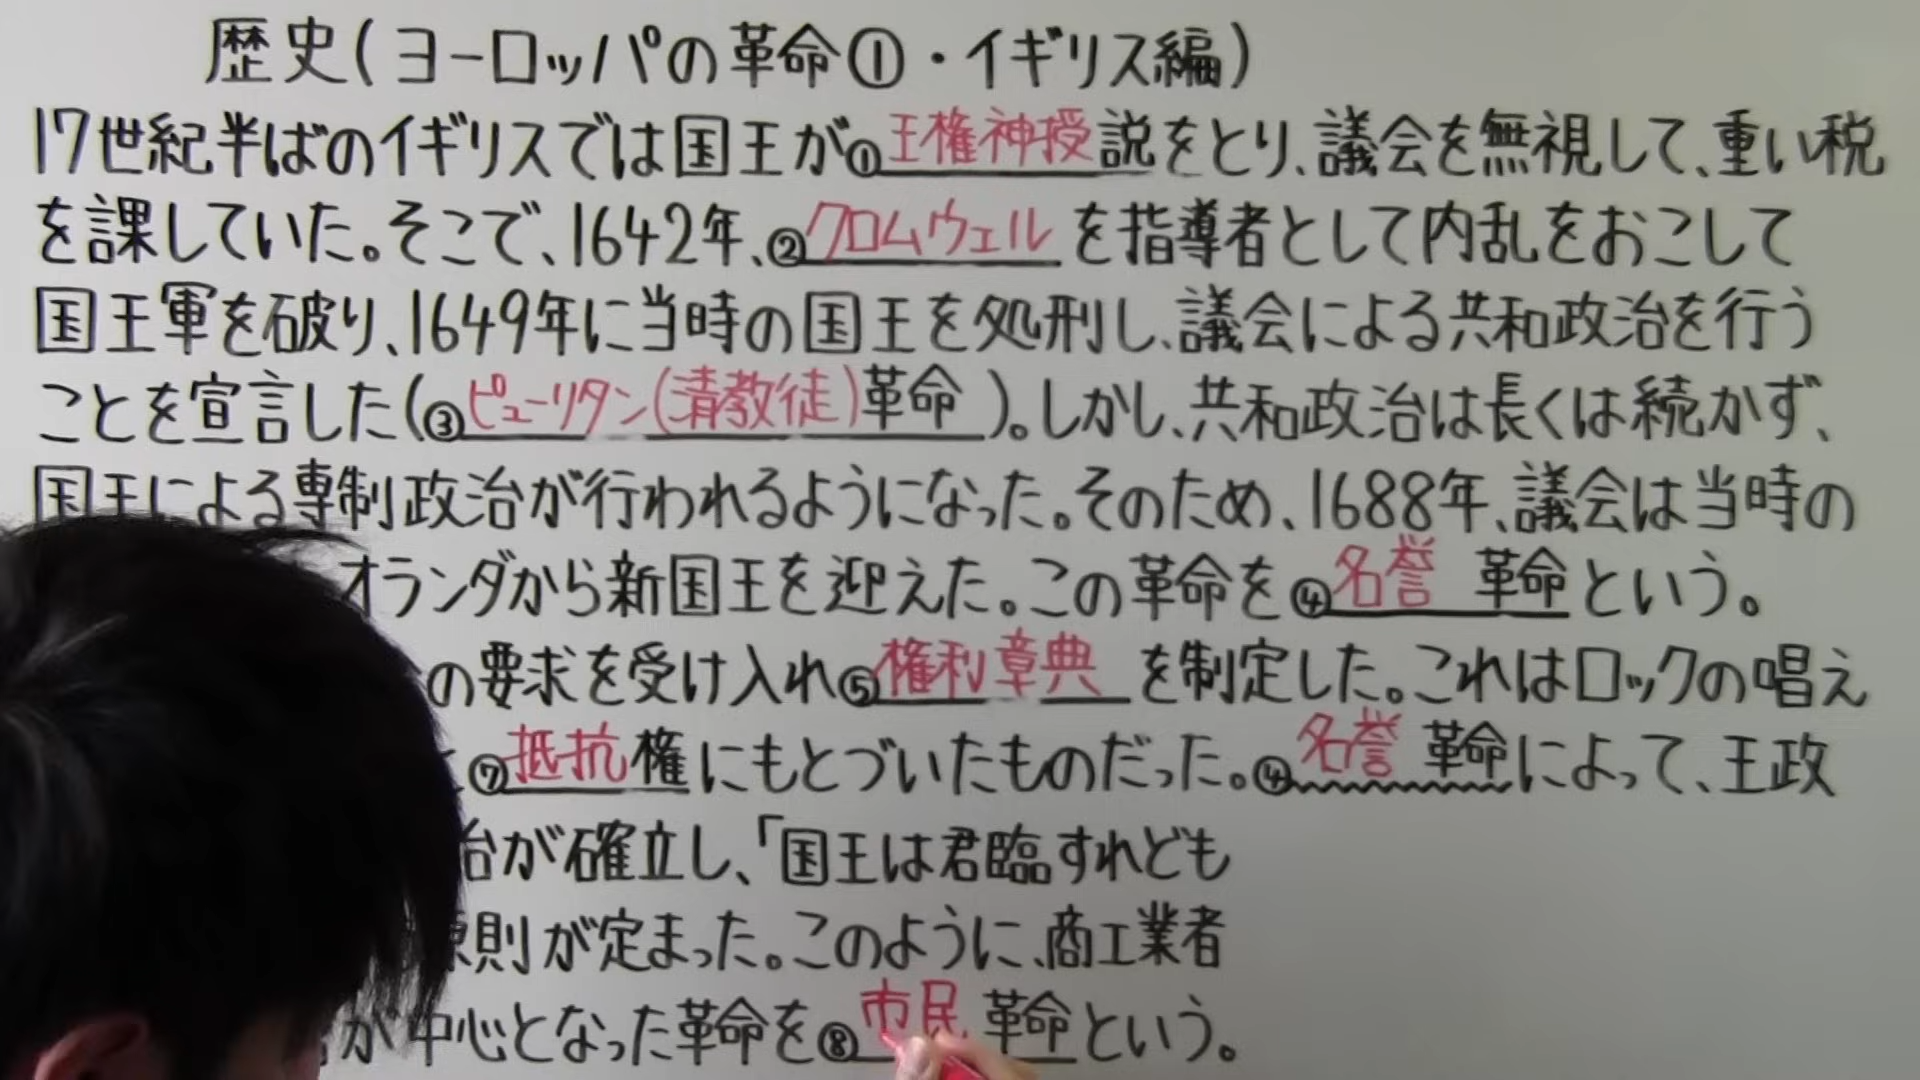 歴史(ヨーロッパの革命①・イギリス編)
17世紀半ばのイギリスでは国王が①王権神授説をとり、議会を無視して、重い税
を課していた。そこで、1642年、②クロムウェルを指導者として内乱をおこして
国王軍を破り、1649年に当時の国王を処刑し、議会による共和政治を行う
ことを宣言した(③ピューリタン(清教徒)革命)。しかし、共和政治は長くは続かず、
国王による専制政治が行われるようになった。そのため、1688年、議会は当時の
オランダから新国王を迎えた。この革命を④名誉革命という。
の要求を受け入れ⑤権利章典を制定した。これはロックの唱え
⑦抵抗権にもとづいたものだった。④名誉革命によって、王政
治が確立し、「国王は君臨すれども
原則が定まった。このように、商工業者
が中心となった革命を⑧市民革命という。